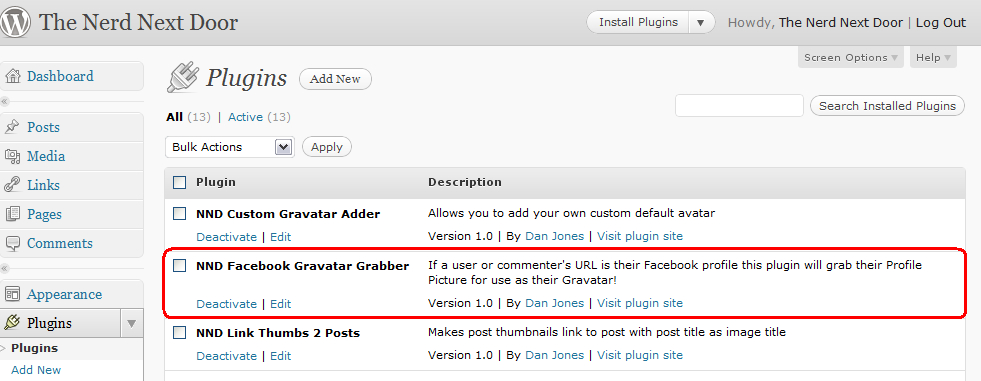 The Nerd Next Door
Install Plugins
Howdy, The Nerd Next Door | Log Out
Screen Options
Help
Dashboard
Posts
Media
Links
Pages
Comments
Appearance
Plugins
Plugins
Add New
Plugins
Add New
All (13) | Active (13)
Search Installed Plugins
Bulk Actions
Apply
Plugin
Description
NND Custom Gravatar Adder
Allows you to add your own custom default avatar
Deactivate | Edit
Version 1.0 | By Dan Jones | Visit plugin site
NND Facebook Gravatar Grabber
If a user or commenter's URL is their Facebook profile this plugin will grab their Profile
Picture for use as their Gravatar!
Deactivate | Edit
Version 1.0 | By Dan Jones | Visit plugin site
NND Link Thumbs 2 Posts
Makes post thumbnails link to post with post title as image title
Deactivate | Edit
Version 1.0 | By Dan Jones | Visit plugin site